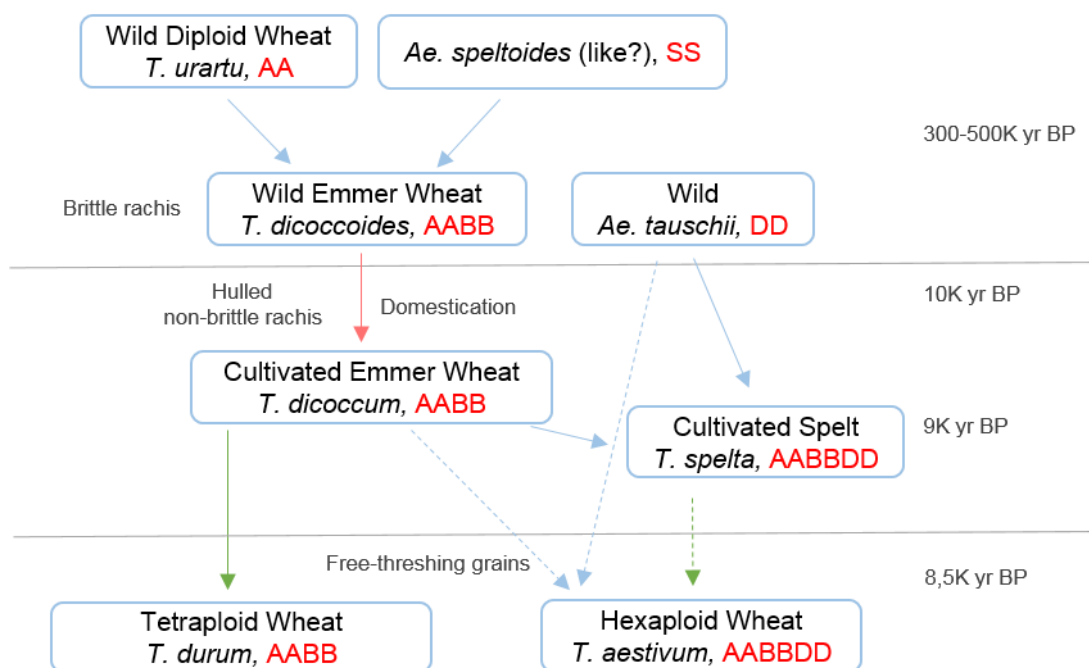 Wild Diploid Wheat
T. urartu, AA
Ae. speltoides (like?), SS
300-500K yr BP
Brittle rachis
Wild Emmer Wheat
T. dicoccoides, AABB
Wild
Ae. tauschii, DD
10K yr BP
Hulled
non-brittle rachis
Domestication
Cultivated Emmer Wheat
T. dicoccum, AABB
Cultivated Spelt
T. spelta, AABBDD
9K yr BP
Free-threshing grains
8,5K yr BP
Tetraploid Wheat
T. durum, AABB
Hexaploid Wheat
T. aestivum, AABBDD